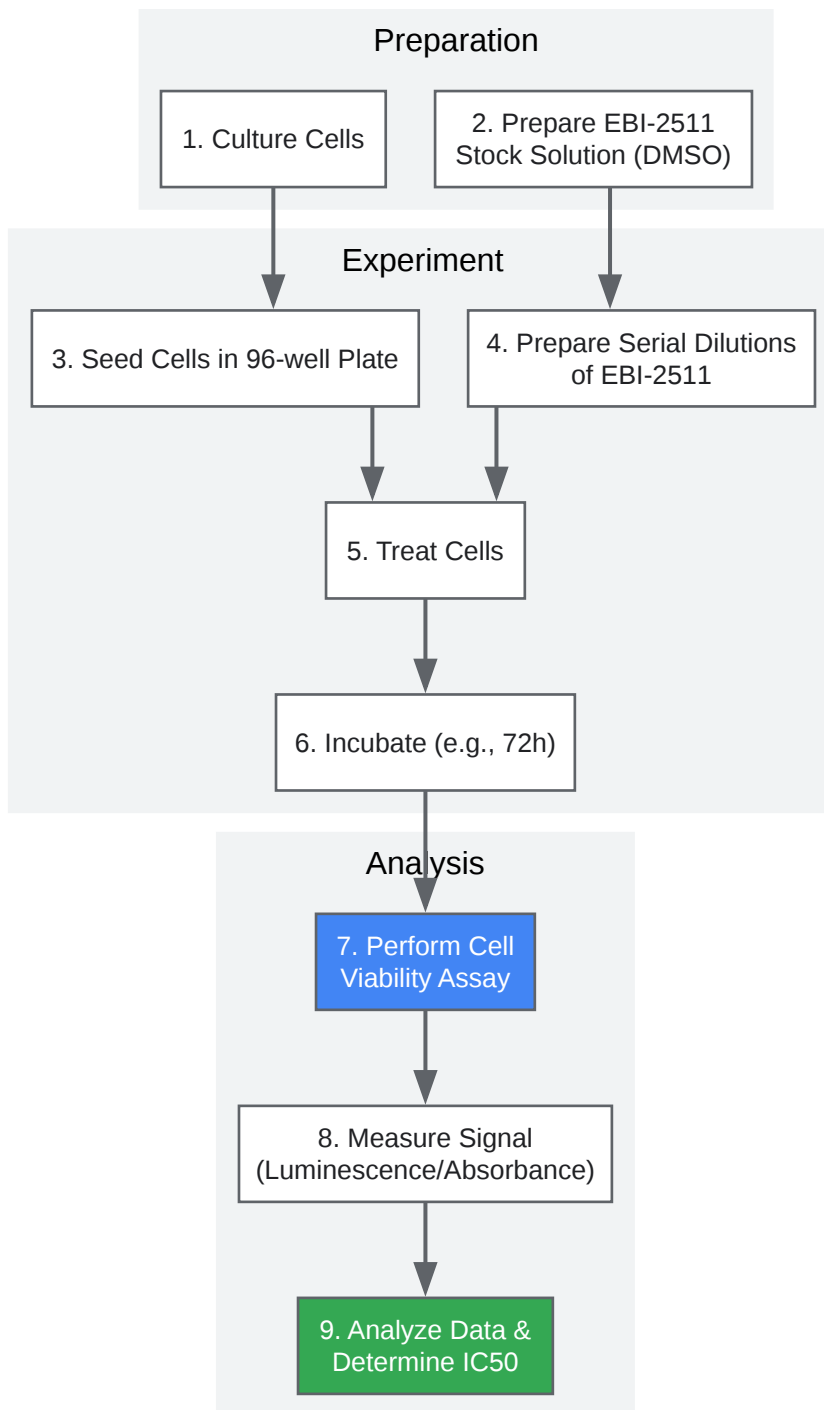 Preparation
1. Culture Cells
2. Prepare EBI-2511
Stock Solution (DMSO)
Experiment
3. Seed Cells in 96-well Plate
4. Prepare Serial Dilutions
of EBI-2511
5. Treat Cells
6. Incubate (e.g., 72h)
Analysis
7. Perform Cell
Viability Assay
8. Measure Signal
(Luminescence/Absorbance)
9. Analyze Data &
Determine IC50